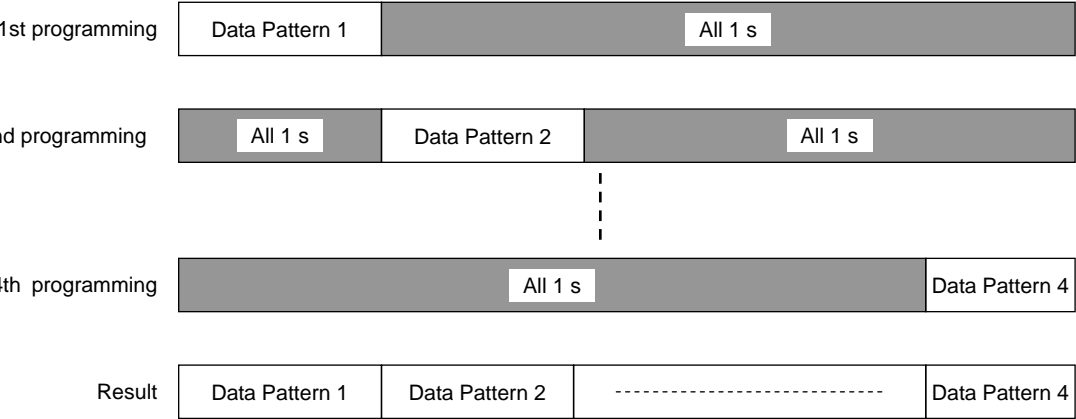 1st programming Data Pattern 1 All 1 s
nd programming All 1 s Data Pattern 2 All 1 s
4th programming All 1 s Data Pattern 4
Result Data Pattern 1 Data Pattern 2 Data Pattern 4